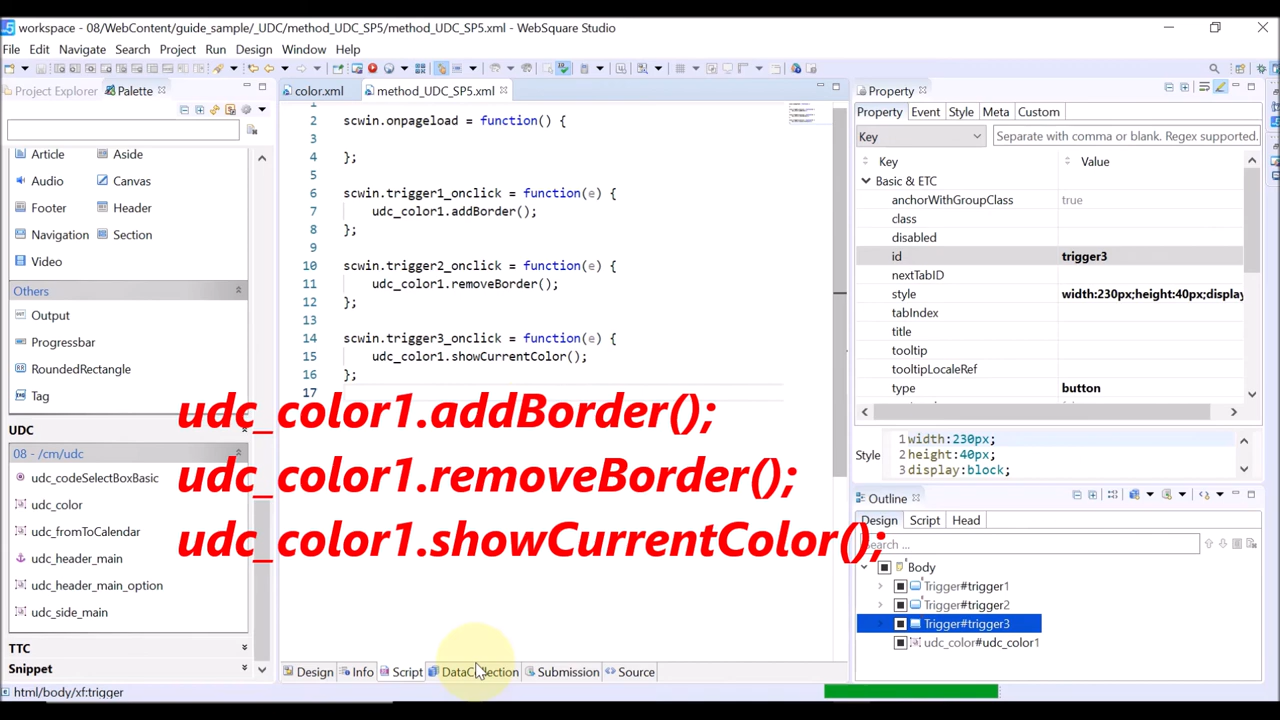 workspace - 08/WebContent/guide_sample/_UDC/method_UDC_SP5/method_UDC_SP5.xml - WebSquare Studio
File Edit Navigate Search Project Run Design Window Help
Project Explorer Palette
color.xml method_UDC_SP5.xml
Property
Property Event Style Meta Custom
Key Separate with comma or blank. Regex supported.
Key Value
Basic & ETC
anchorWithGroupClass true
class
disabled
id trigger3
nextTabID
style width:230px;height:40px;display
tabIndex
title
tooltip
tooltipLocaleRef
type button
Style 1 width:230px;
2 height:40px;
3 display:block;
Article Aside
Audio Canvas
Footer Header
Navigation Section
Video
Others
Output
Progressbar
RoundedRectangle
Tag
UDC
08 - /cm/udc
udc_codeSelectBoxBasic
udc_color
udc_fromToCalendar
udc_header_main
udc_header_main_option
udc_side_main
TTC
Snippet
1
2 scwin.onpageload = function() {
3
4 };
5
6 scwin.trigger1_onclick = function(e) {
7 udc_color1.addBorder();
8 };
9
10 scwin.trigger2_onclick = function(e) {
11 udc_color1.removeBorder();
12 };
13
14 scwin.trigger3_onclick = function(e) {
15 udc_color1.showCurrentColor();
16 };
17
udc_color1.addBorder();
udc_color1.removeBorder();
udc_color1.showCurrentColor();
Outline
Design Script Head
Search ...
Body
Trigger#trigger1
Trigger#trigger2
Trigger#trigger3
udc_color#udc_color1
Design Info Script DataCollection Submission Source
html/body/xf:trigger